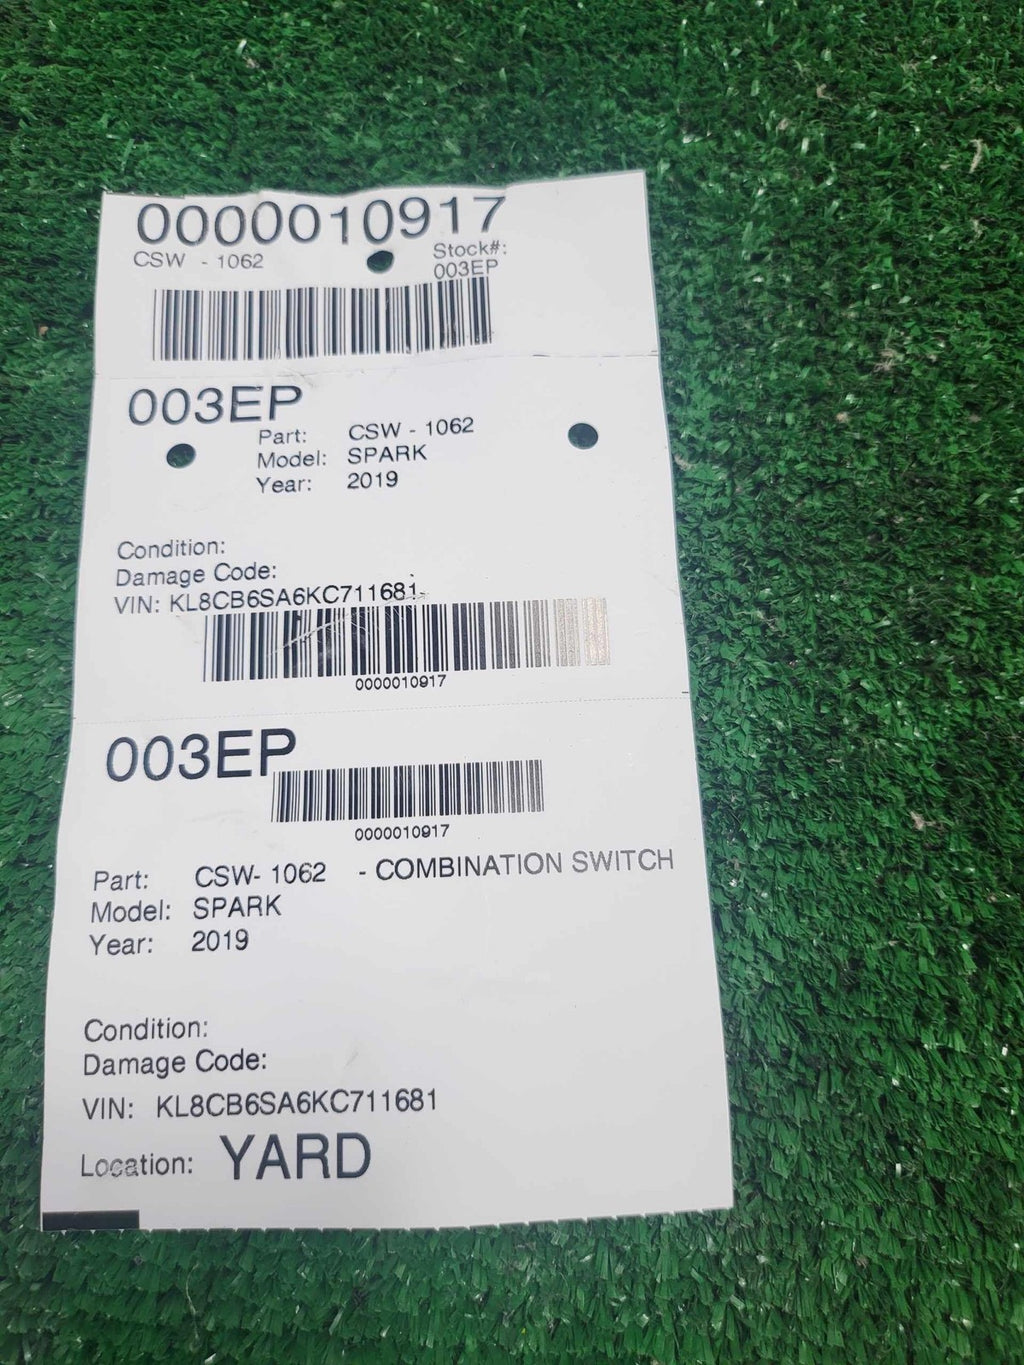 0000010917
CSW - 1062
Stock#:
003EP
003EP
Part: CSW - 1062
Model: SPARK
Year: 2019
Condition:
Damage Code:
VIN: KL8CB6SA6KC711681
0000010917
003EP
0000010917
Part: CSW- 1062 - COMBINATION SWITCH
Model: SPARK
Year: 2019
Condition:
Damage Code:
VIN: KL8CB6SA6KC711681
Location: YARD